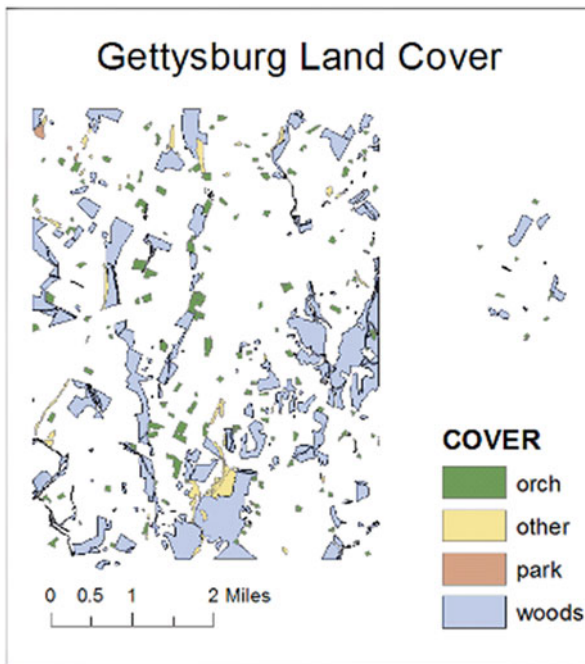 Gettysburg Land Cover
COVER
orch
other
park
woods
0 0.5 1 2 Miles